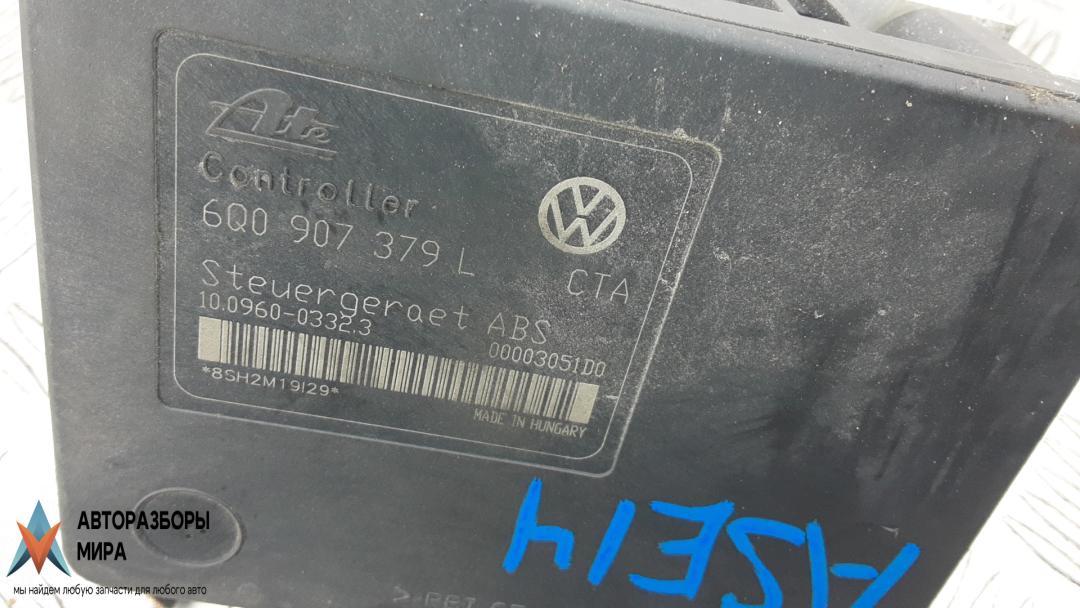 Ate
Controller
6Q0 907 379 L
CTA
Steuergeraet ABS
10.0960-0332.3
00003051D0
*8SH2M19I29*
MADE IN HUNGARY
АВТОРАЗБОРЫ
МИРА
мы найдем любую запчасти для любого авто